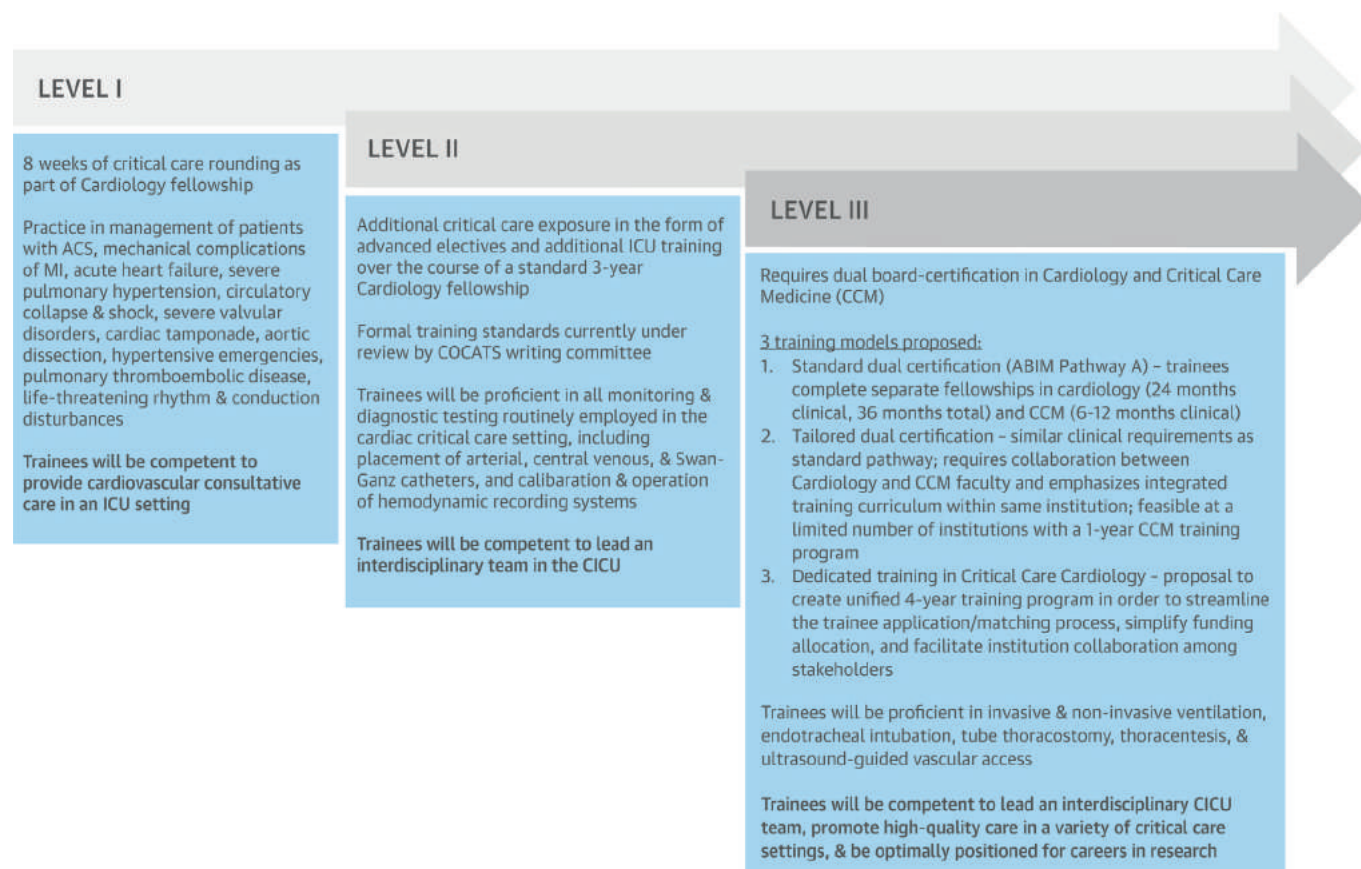 LEVEL I
8 weeks of critical care rounding as
part of Cardiology fellowship
Practice in management of patients
with ACS, mechanical complications
of MI, acute heart failure, severe
pulmonary hypertension, circulatory
collapse & shock, severe valvular
disorders, cardiac tamponade, aortic
dissection, hypertensive emergencies,
pulmonary thromboembolic disease,
life-threatening rhythm & conduction
disturbances
Trainees will be competent to
provide cardiovascular consultative
care in an ICU setting
LEVEL II
Additional critical care exposure in the form of
advanced electives and additional ICU training
over the course of a standard 3-year
Cardiology fellowship
Formal training standards currently under
review by COCATS writing committee
Trainees will be proficient in all monitoring &
diagnostic testing routinely employed in the
cardiac critical care setting, including
placement of arterial, central venous, & Swan-
Ganz catheters, and calibaration & operation
of hemodynamic recording systems
Trainees will be competent to lead an
interdisciplinary team in the CICU
LEVEL III
Requires dual board-certification in Cardiology and Critical Care
Medicine (CCM)
3 training models proposed:
1. Standard dual certification (ABIM Pathway A) – trainees
complete separate fellowships in cardiology (24 months
clinical, 36 months total) and CCM (6-12 months clinical)
2. Tailored dual certification – similar clinical requirements as
standard pathway; requires collaboration between
Cardiology and CCM faculty and emphasizes integrated
training curriculum within same institution; feasible at a
limited number of institutions with a 1-year CCM training
program
3. Dedicated training in Critical Care Cardiology – proposal to
create unified 4-year training program in order to streamline
the trainee application/matching process, simplify funding
allocation, and facilitate institution collaboration among
stakeholders
Trainees will be proficient in invasive & non-invasive ventilation,
endotracheal intubation, tube thoracostomy, thoracentesis, &
ultrasound-guided vascular access
Trainees will be competent to lead an interdisciplinary CICU
team, promote high-quality care in a variety of critical care
settings, & be optimally positioned for careers in research